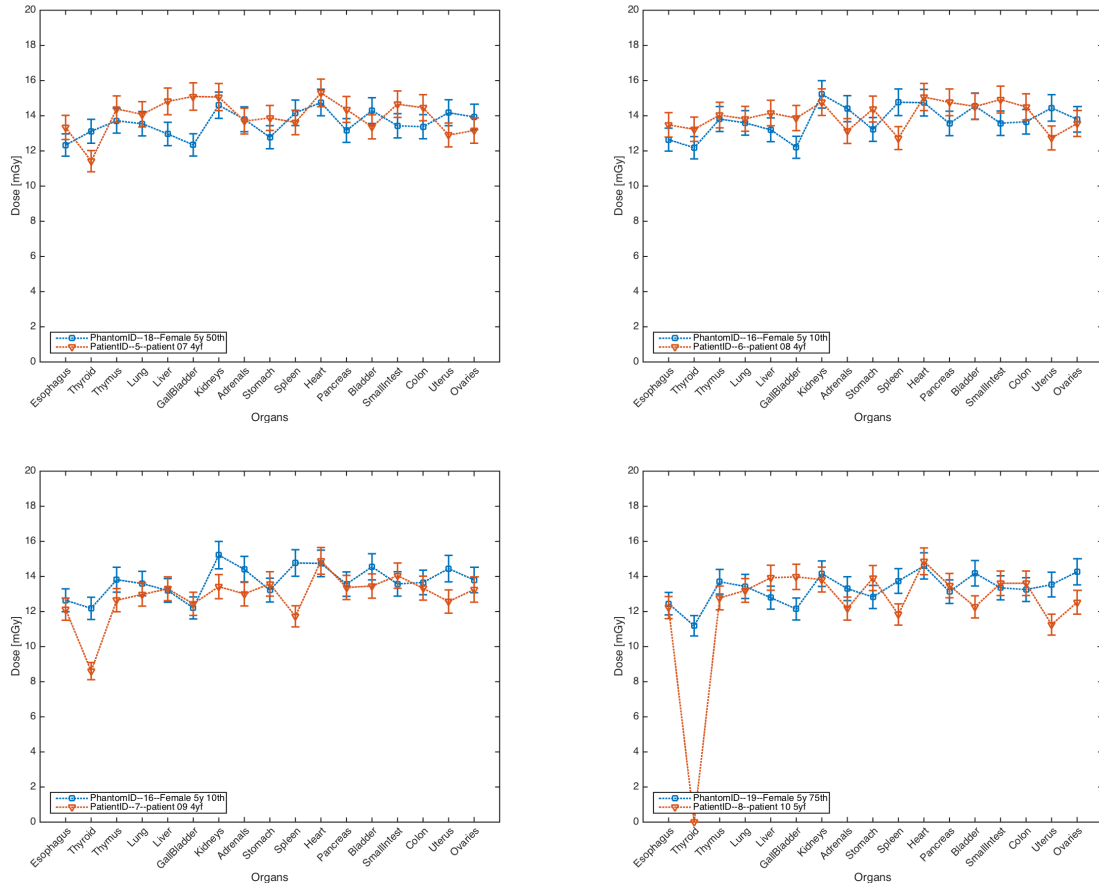 20
18
16
14
12
10
8
6
4
2
0
Dose [mGy]
PhantomID--18--Female 5y 50th
PatientID--5--patient 07 4yf
Esophagus
Thyroid
Thymus
Lung
Liver
GallBladder
Kidneys
Adrenals
Stomach
Spleen
Heart
Pancreas
Bladder
SmallIntest
Colon
Uterus
Ovaries
Organs
20
18
16
14
12
10
8
6
4
2
0
Dose [mGy]
PhantomID--16--Female 5y 10th
PatientID--6--patient 08 4yf
Esophagus
Thyroid
Thymus
Lung
Liver
GallBladder
Kidneys
Adrenals
Stomach
Spleen
Heart
Pancreas
Bladder
SmallIntest
Colon
Uterus
Ovaries
Organs
20
18
16
14
12
10
8
6
4
2
0
Dose [mGy]
PhantomID--16--Female 5y 10th
PatientID--7--patient 09 4yf
Esophagus
Thyroid
Thymus
Lung
Liver
GallBladder
Kidneys
Adrenals
Stomach
Spleen
Heart
Pancreas
Bladder
SmallIntest
Colon
Uterus
Ovaries
Organs
20
18
16
14
12
10
8
6
4
2
0
Dose [mGy]
PhantomID--19--Female 5y 75th
PatientID--8--patient 10 5yf
Esophagus
Thyroid
Thymus
Lung
Liver
GallBladder
Kidneys
Adrenals
Stomach
Spleen
Heart
Pancreas
Bladder
SmallIntest
Colon
Uterus
Ovaries
Organs